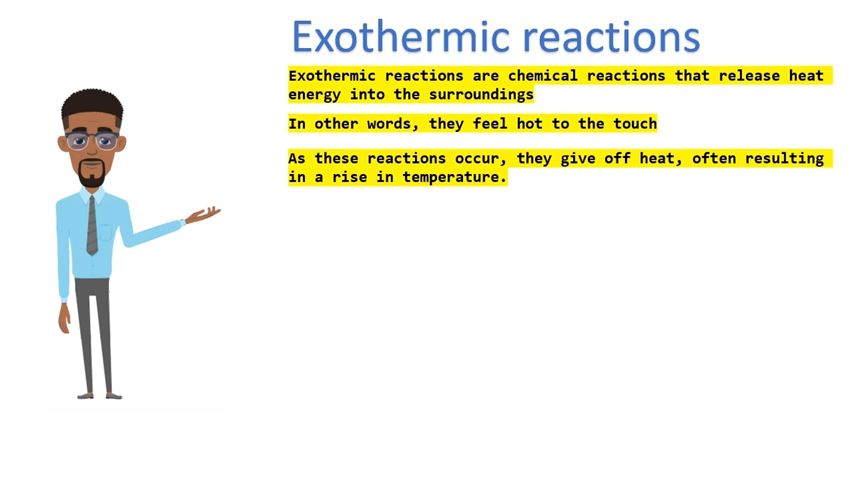 Exothermic reactions
Exothermic reactions are chemical reactions that release heat
energy into the surroundings
In other words, they feel hot to the touch
As these reactions occur, they give off heat, often resulting
in a rise in temperature.